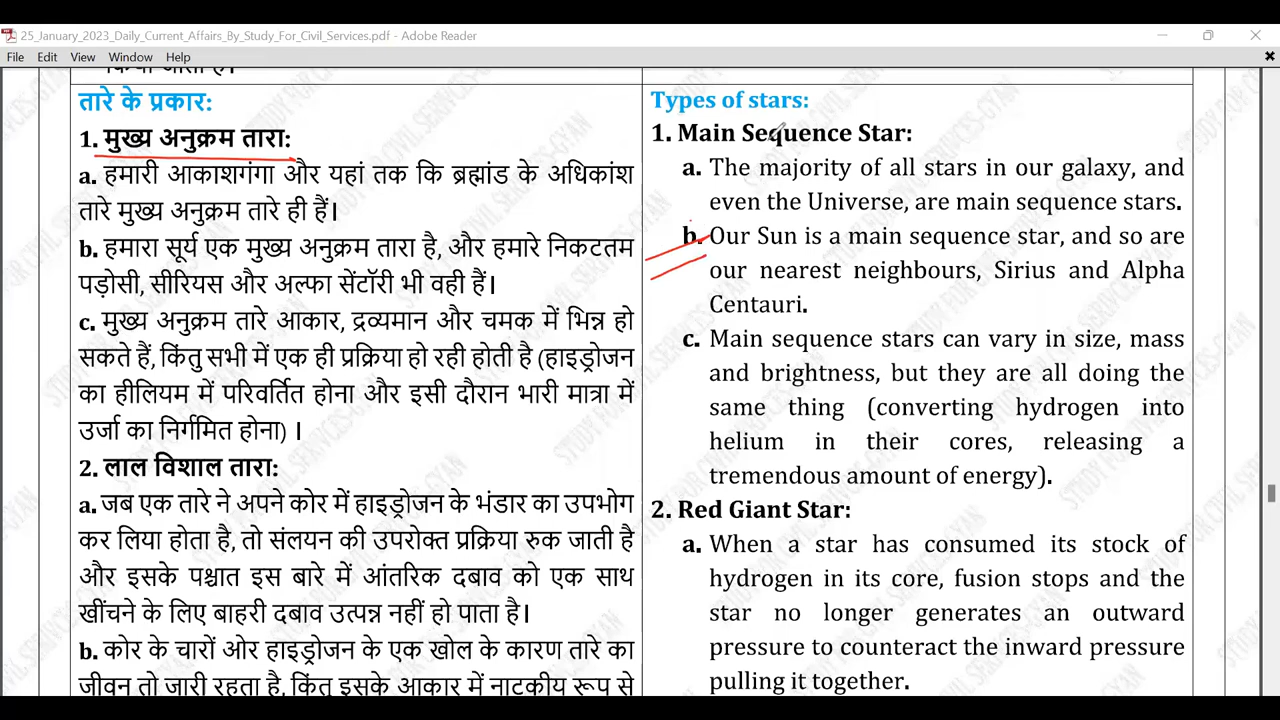 25_January_2023_Daily_Current_Affairs_By_Study_For_Civil_Services.pdf - Adobe Reader
File Edit View Window Help
तारे के प्रकार:
1. मुख्य अनुक्रम तारा:
a. हमारी आकाशगंगा और यहां तक कि ब्रह्मांड के अधिकांश
तारे मुख्य अनुक्रम तारे ही हैं।
b. हमारा सूर्य एक मुख्य अनुक्रम तारा है, और हमारे निकटतम
पड़ोसी, सीरियस और अल्फा सेंटॉरी भी वही हैं।
c. मुख्य अनुक्रम तारे आकार, द्रव्यमान और चमक में भिन्न हो
सकते हैं, किंतु सभी में एक ही प्रक्रिया हो रही होती है (हाइड्रोजन
का हीलियम में परिवर्तित होना और इसी दौरान भारी मात्रा में
उर्जा का निर्गमित होना) ।
2. लाल विशाल तारा:
a. जब एक तारे ने अपने कोर में हाइड्रोजन के भंडार का उपभोग
कर लिया होता है, तो संलयन की उपरोक्त प्रक्रिया रुक जाती है
और इसके पश्चात इस बारे में आंतरिक दबाव को एक साथ
खींचने के लिए बाहरी दबाव उत्पन्न नहीं हो पाता है।
b. कोर के चारों ओर हाइड्रोजन के एक खोल के कारण तारे का
जीवन तो जारी रहता है, किंतु इसके आकार में नाटकीय रूप से
Types of stars:
1. Main Sequence Star:
a. The majority of all stars in our galaxy, and
even the Universe, are main sequence stars.
b. Our Sun is a main sequence star, and so are
our nearest neighbours, Sirius and Alpha
Centauri.
c. Main sequence stars can vary in size, mass
and brightness, but they are all doing the
same thing (converting hydrogen into
helium in their cores, releasing a
tremendous amount of energy).
2. Red Giant Star:
a. When a star has consumed its stock of
hydrogen in its core, fusion stops and the
star no longer generates an outward
pressure to counteract the inward pressure
pulling it together.